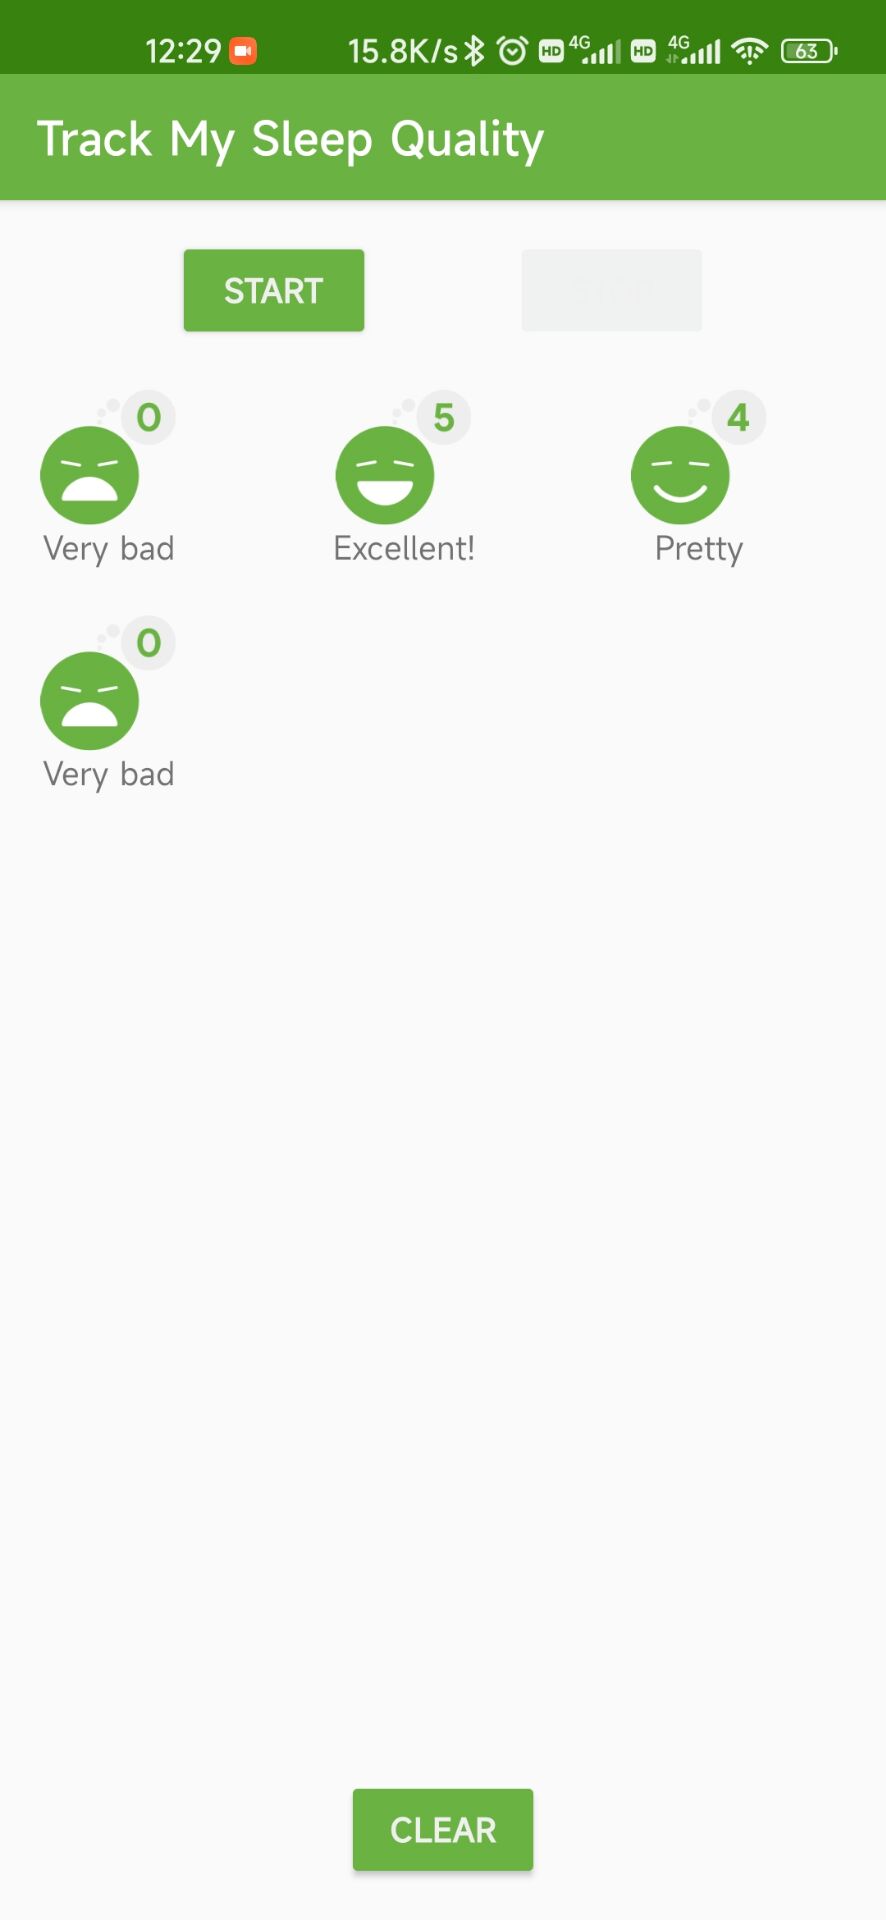 12:29 15.8K/s HD 4G HD 4G 63
Track My Sleep Quality
START
0 5 4
Very bad Excellent! Pretty
0
Very bad
CLEAR